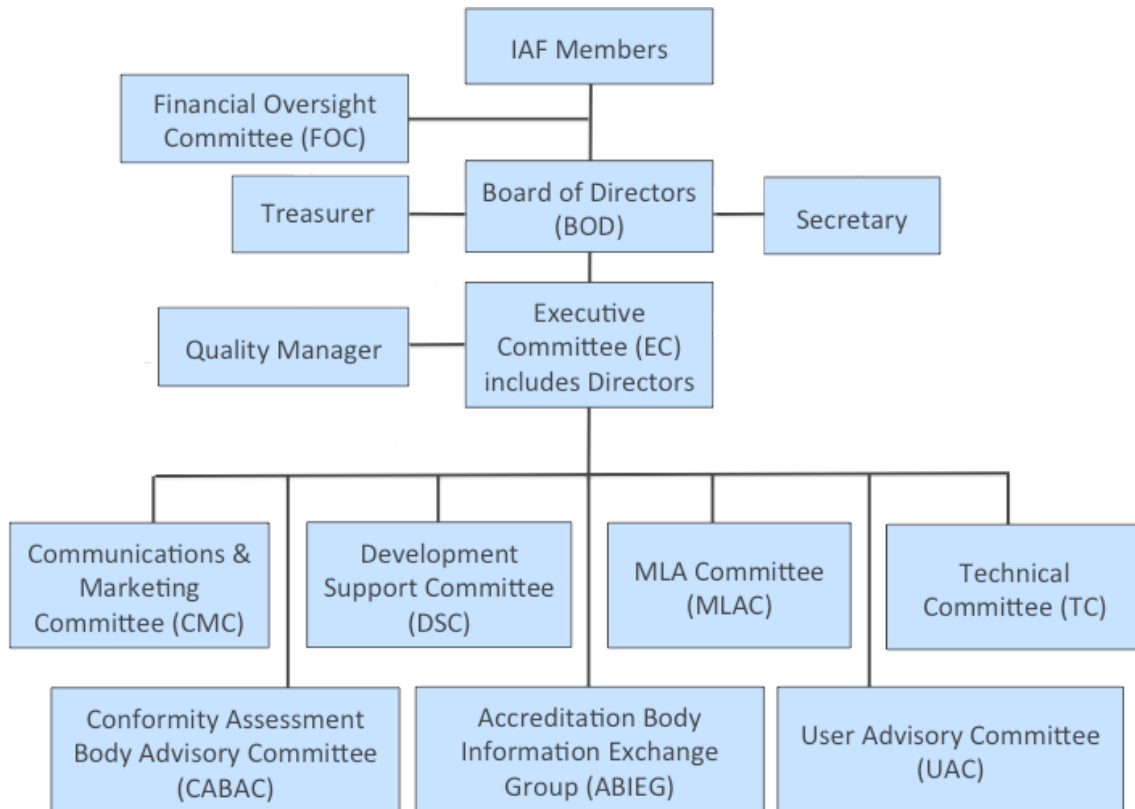 IAF Members
Financial Oversight
Committee (FOC)
Treasurer
Board of Directors
(BOD)
Secretary
Quality Manager
Executive
Committee (EC)
includes Directors
Communications &
Marketing
Committee (CMC)
Development
Support Committee
(DSC)
MLA Committee
(MLAC)
Technical
Committee (TC)
Conformity Assessment
Body Advisory Committee
(CABAC)
Accreditation Body
Information Exchange
Group (ABIEG)
User Advisory Committee
(UAC)